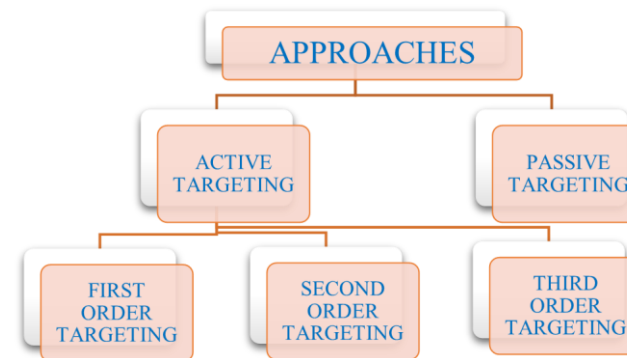 APPROACHES
ACTIVE
TARGETING
PASSIVE
TARGETING
FIRST
ORDER
TARGETING
SECOND
ORDER
TARGETING
THIRD
ORDER
TARGETING